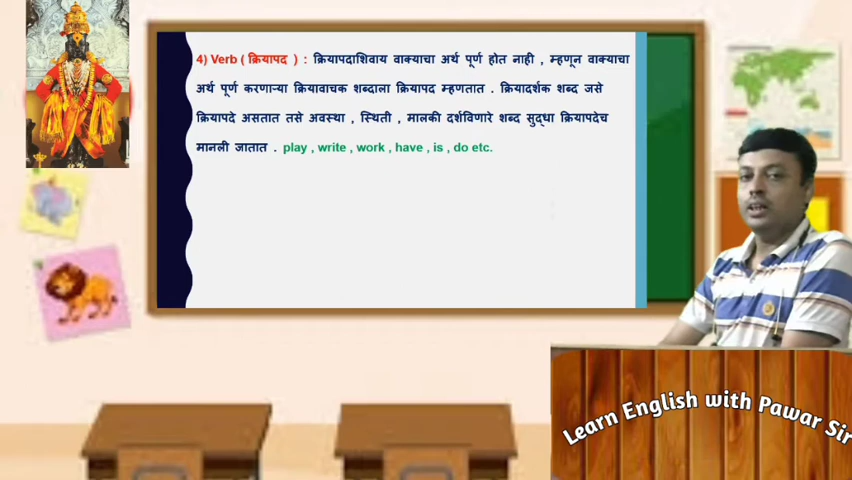 4) Verb ( क्रियापद ) : क्रियापदाशिवाय वाक्याचा अर्थ पूर्ण होत नाही , म्हणून वाक्याचा
अर्थ पूर्ण करणाऱ्या क्रियावाचक शब्दाला क्रियापद म्हणतात . क्रियादर्शक शब्द जसे
क्रियापदे असतात तसे अवस्था , स्थिती , मालकी दर्शविणारे शब्द सुद्धा क्रियापदेच
मानली जातात . play , write , work , have , is , do etc.
Learn English with Pawar Sir